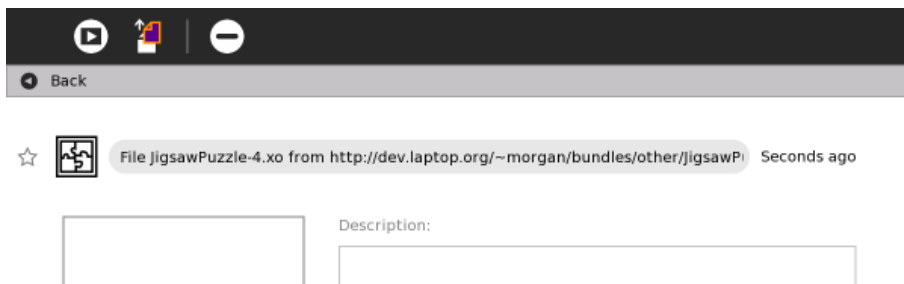 Back
File JigsawPuzzle-4.xo from http://dev.laptop.org/~morgan/bundles/other/JigsawP Seconds ago
Description: